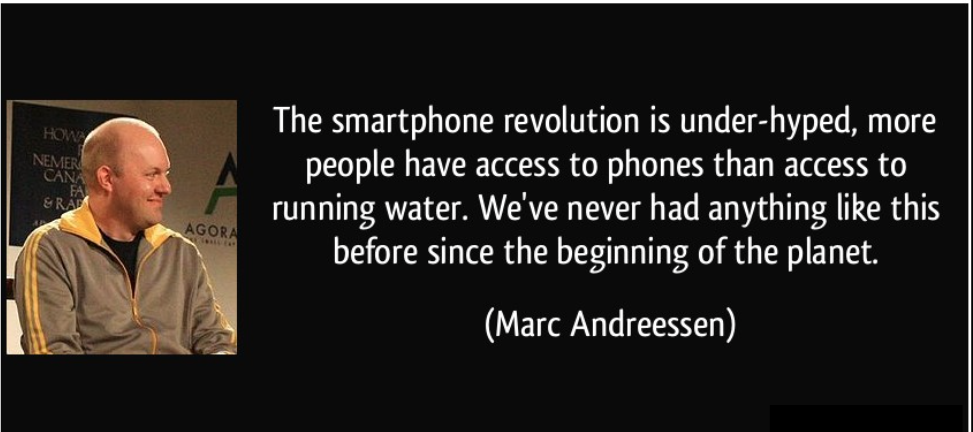 The smartphone revolution is under-hyped, more
people have access to phones than access to
running water. We've never had anything like this
before since the beginning of the planet.
(Marc Andreessen)
HOWA
NEMER
CANA
FA
& RAP
AGORA